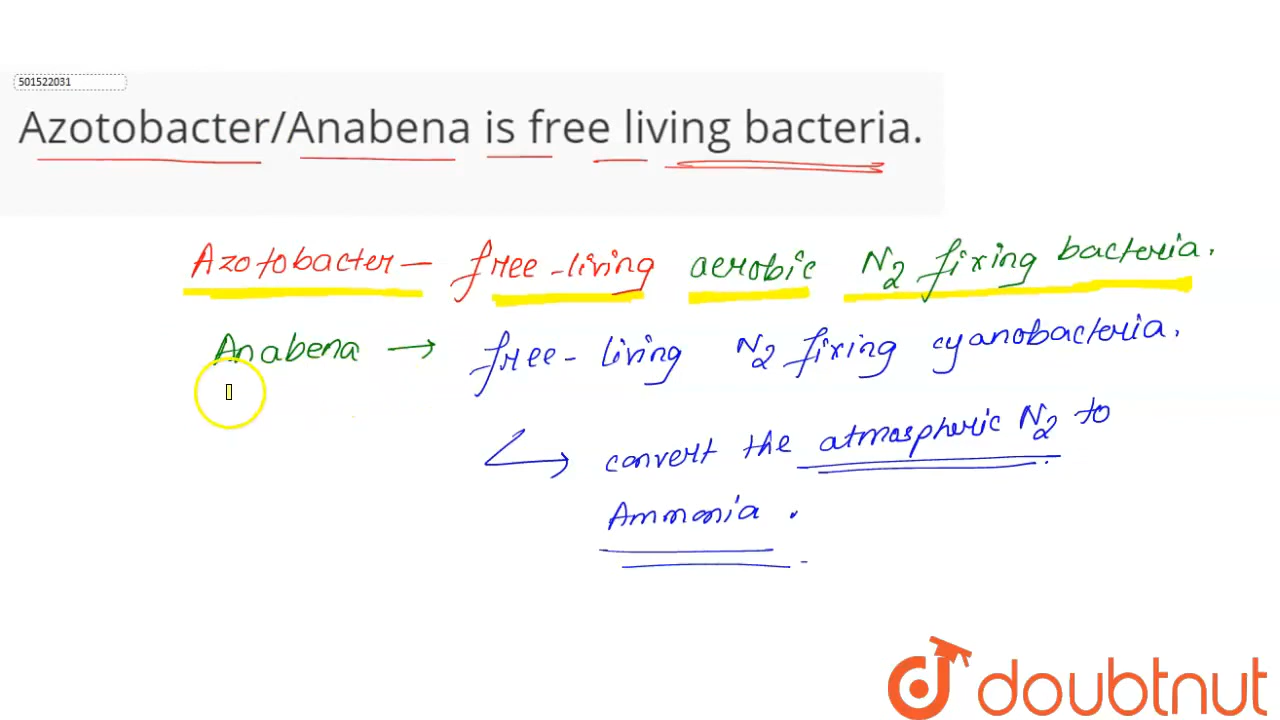 501522031
Azotobacter/Anabena is free living bacteria.
Azotobacter — free-living aerobic N2 fixing bacteria.
Anabena → free-living N2 fixing cyanobacteria.
convert the atmospheric N2 to
Ammonia.
doubtnut